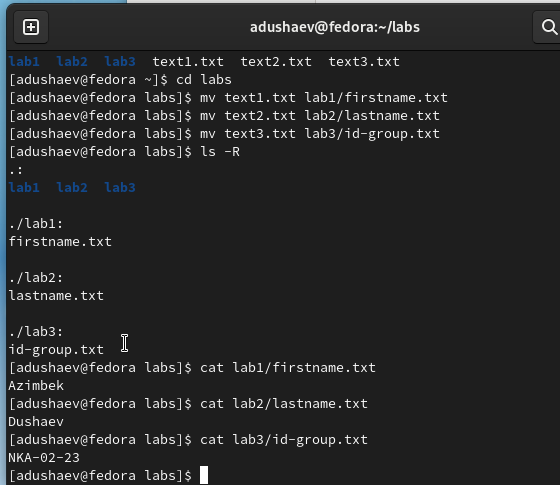 adushaev@fedora:~/labs
lab1 lab2 lab3 text1.txt text2.txt text3.txt
[adushaev@fedora ~]$ cd labs
[adushaev@fedora labs]$ mv text1.txt lab1/firstname.txt
[adushaev@fedora labs]$ mv text2.txt lab2/lastname.txt
[adushaev@fedora labs]$ mv text3.txt lab3/id-group.txt
[adushaev@fedora labs]$ ls -R
.:
lab1 lab2 lab3
./lab1:
firstname.txt
./lab2:
lastname.txt
./lab3:
id-group.txt
[adushaev@fedora labs]$ cat lab1/firstname.txt
Azimbek
[adushaev@fedora labs]$ cat lab2/lastname.txt
Dushaev
[adushaev@fedora labs]$ cat lab3/id-group.txt
NKA-02-23
[adushaev@fedora labs]$